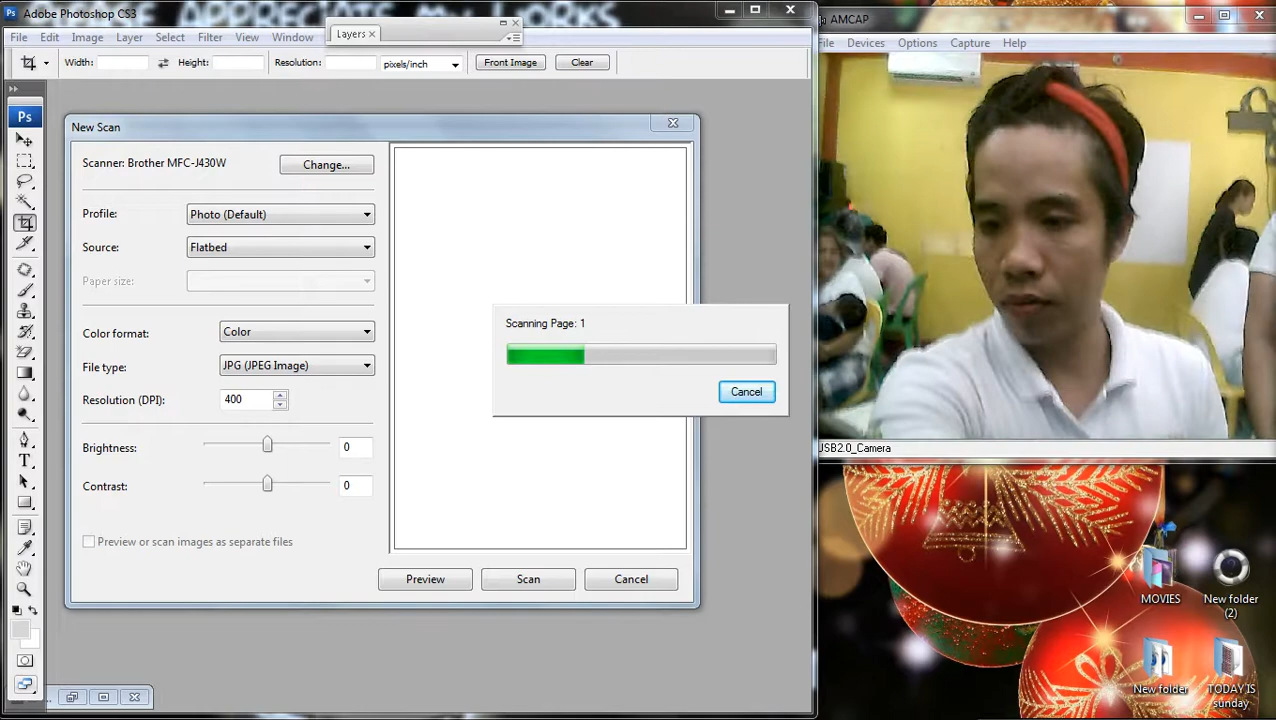 Ps Adobe Photoshop CS3
File Edit Image Layer Select Filter View Window
Layers
Width: Height: Resolution: pixels/inch Front Image Clear
Ps
New Scan
Scanner: Brother MFC-J430W Change...
Profile: Photo (Default)
Source: Flatbed
Paper size:
Color format: Color
File type: JPG (JPEG Image)
Resolution (DPI): 400
Brightness: 0
Contrast: 0
Preview or scan images as separate files
Preview Scan Cancel
Scanning Page: 1
Cancel
T
AMCAP
File Devices Options Capture Help
JSB2.0_Camera
MOVIES
New folder
(2)
New folder
TODAY IS
sunday